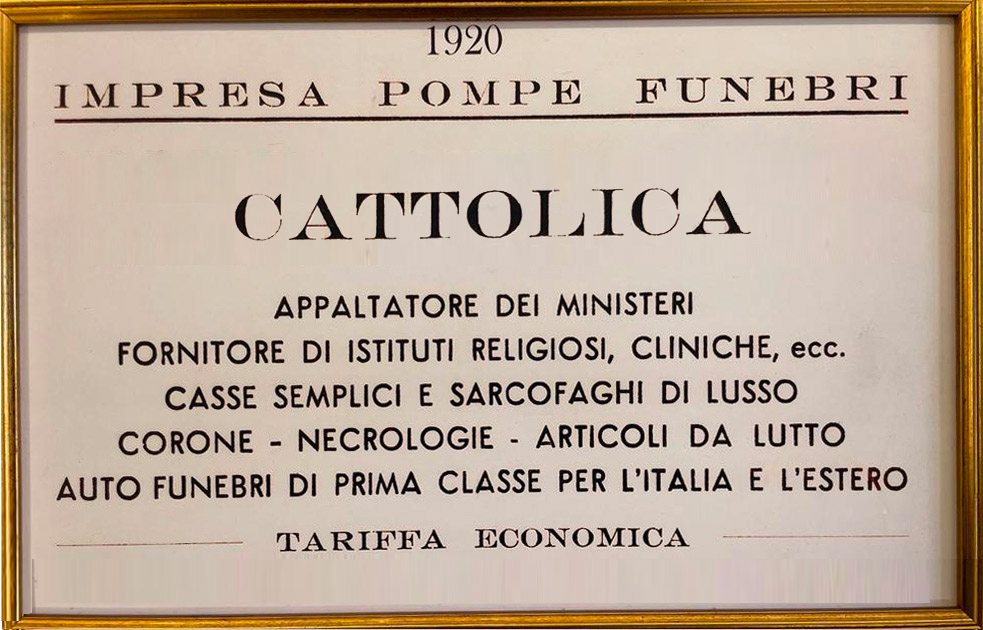 1920
IMPRESA POMPE FUNEBRI
CATTOLICA
APPALTATORE DEI MINISTERI
FORNITORE DI ISTITUTI RELIGIOSI, CLINICHE, ecc.
CASSE SEMPLICI E SARCOFAGHI DI LUSSO
CORONE - NECROLOGIE - ARTICOLI DA LUTTO
AUTO FUNEBRI DI PRIMA CLASSE PER L'ITALIA E L'ESTERO
TARIFFA ECONOMICA